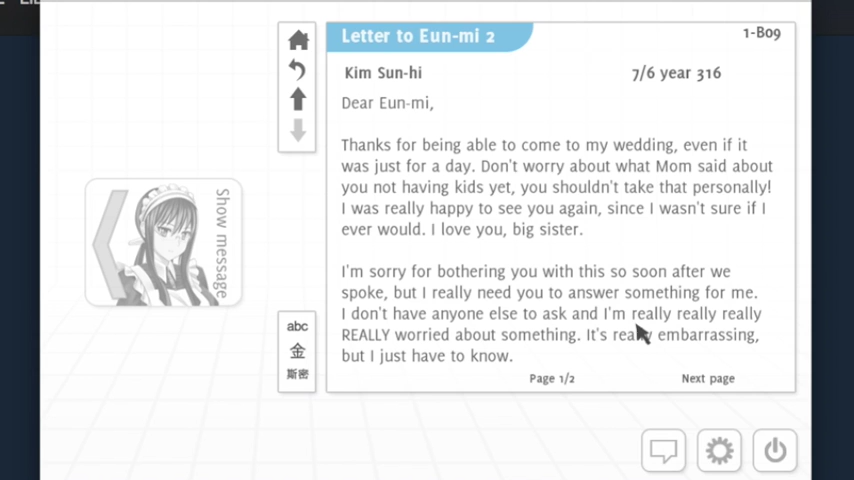 Letter to Eun-mi 2
1-B09
Kim Sun-hi
7/6 year 316
Dear Eun-mi,
Thanks for being able to come to my wedding, even if it
was just for a day. Don't worry about what Mom said about
you not having kids yet, you shouldn't take that personally!
I was really happy to see you again, since I wasn't sure if I
ever would. I love you, big sister.
I'm sorry for bothering you with this so soon after we
spoke, but I really need you to answer something for me.
I don't have anyone else to ask and I'm really really really
REALLY worried about something. It's really embarrassing,
but I just have to know.
Page 1/2
Next page
Show message
abc
金
斯密